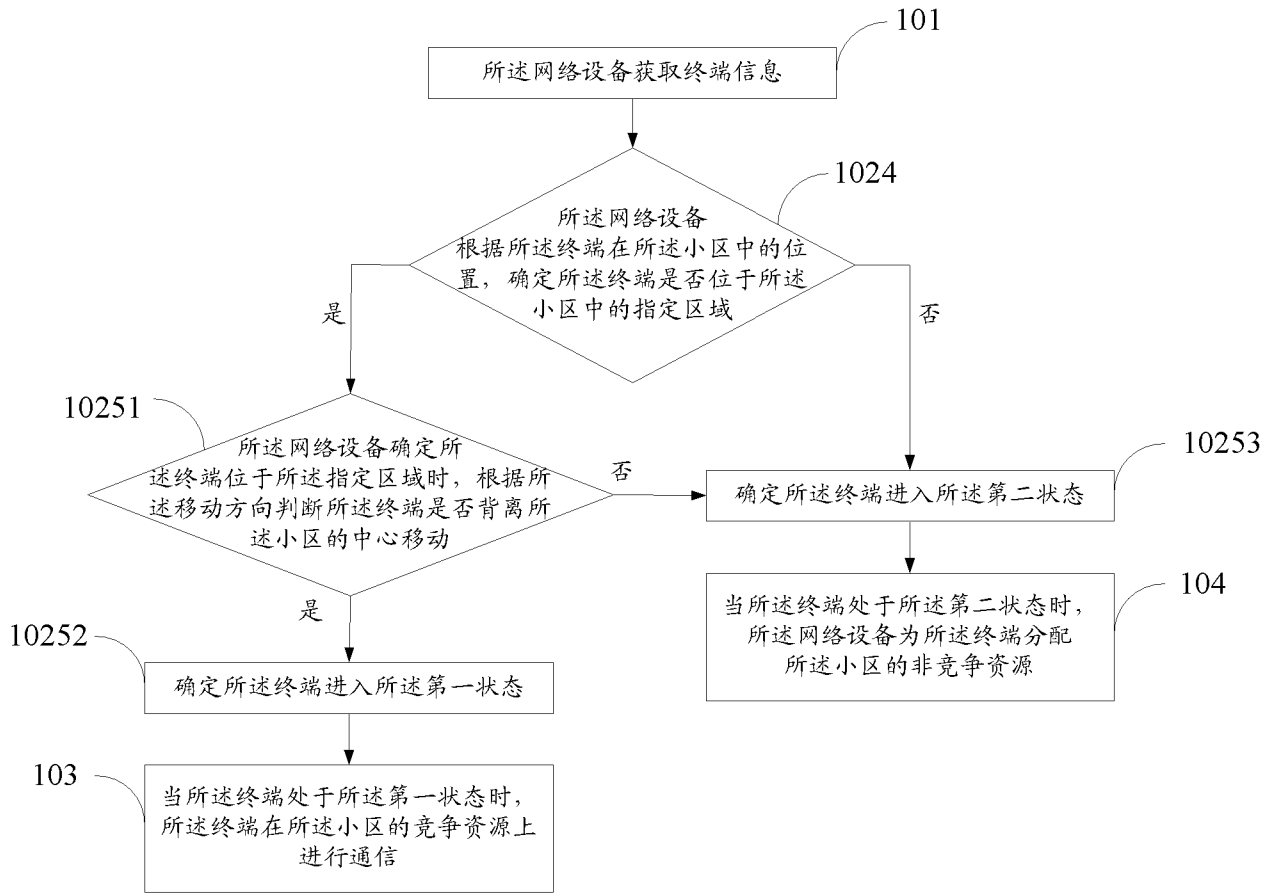 101
所述网络设备获取终端信息
1024
所述网络设备
根据所述终端在所述小区中的位
置，确定所述终端是否位于所述
小区中的指定区域
是
否
10251
所述网络设备确定所
述终端位于所述指定区域时，根据所
述移动方向判断所述终端是否背离所
述小区的中心移动
否
10253
确定所述终端进入所述第二状态
是
104
当所述终端处于所述第二状态时，
所述网络设备为所述终端分配
所述小区的非竞争资源
10252
确定所述终端进入所述第一状态
103
当所述终端处于所述第一状态时，
所述终端在所述小区的竞争资源上
进行通信